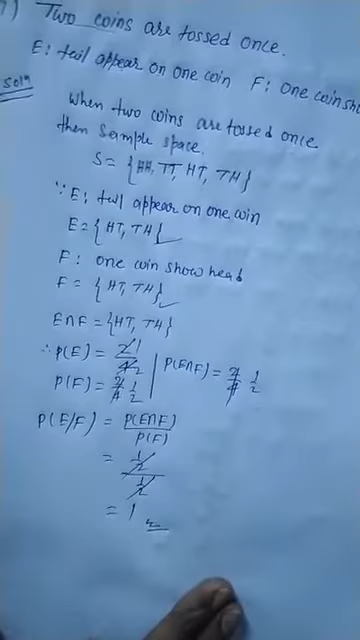 1) Two coins are tossed once.
E: tail appear on one coin F: one coin sho
Soln
When two coins are tossed once
then sample space.
S = {HH, TT, HT, TH}
∵ E: tail appear on one coin
E = {HT, TH}
F: one coin show head
F = {HT, TH}
E∩F = {HT, TH}
∴ P(E) = 2/4 1/2 | P(E∩F) = 2/4 1/2
P(F) = 2/4 1/2
P(E/F) = P(E∩F)/P(F)
= 1/2 / 1/2
= 1